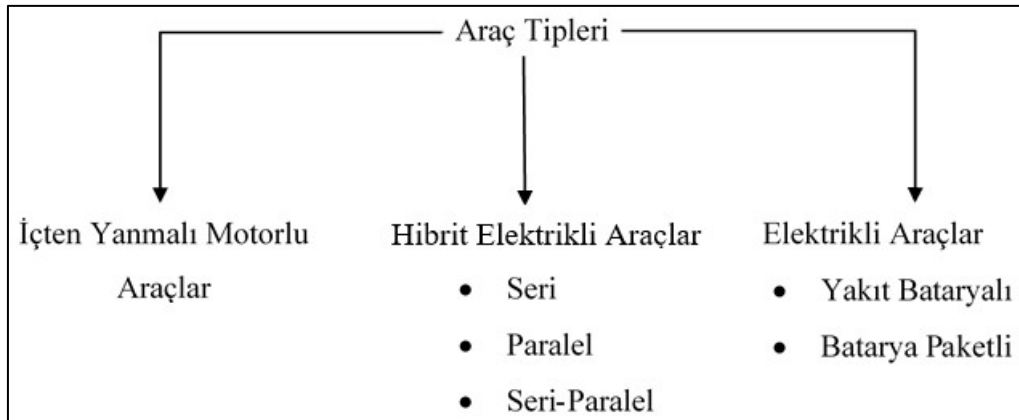 Araç Tipleri
İçten Yanmalı Motorlu
Araçlar
Hibrit Elektrikli Araçlar
• Seri
• Paralel
• Seri-Paralel
Elektrikli Araçlar
• Yakıt Bataryalı
• Batarya Paketli